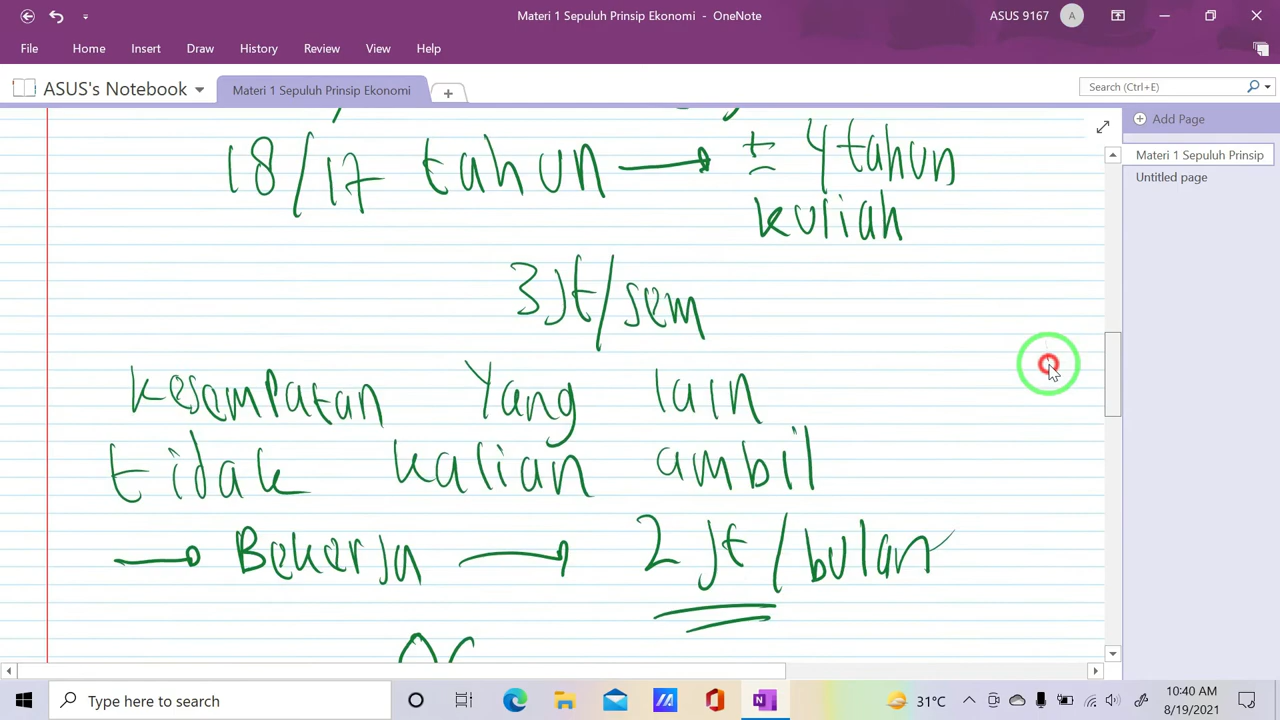 Materi 1 Sepuluh Prinsip Ekonomi - OneNote
ASUS 9167
A
File Home Insert Draw History Review View Help
ASUS's Notebook
Materi 1 Sepuluh Prinsip Ekonomi
Search (Ctrl+E)
Add Page
Materi 1 Sepuluh Prinsip
Untitled page
18/17 tahun → ± 4 tahun
kuliah
3 jt/sem
kesempatan Yang lain
tidak kalian ambil
→ Bekerja → 2 jt/bulan
Type here to search
31°C
10:40 AM
8/19/2021